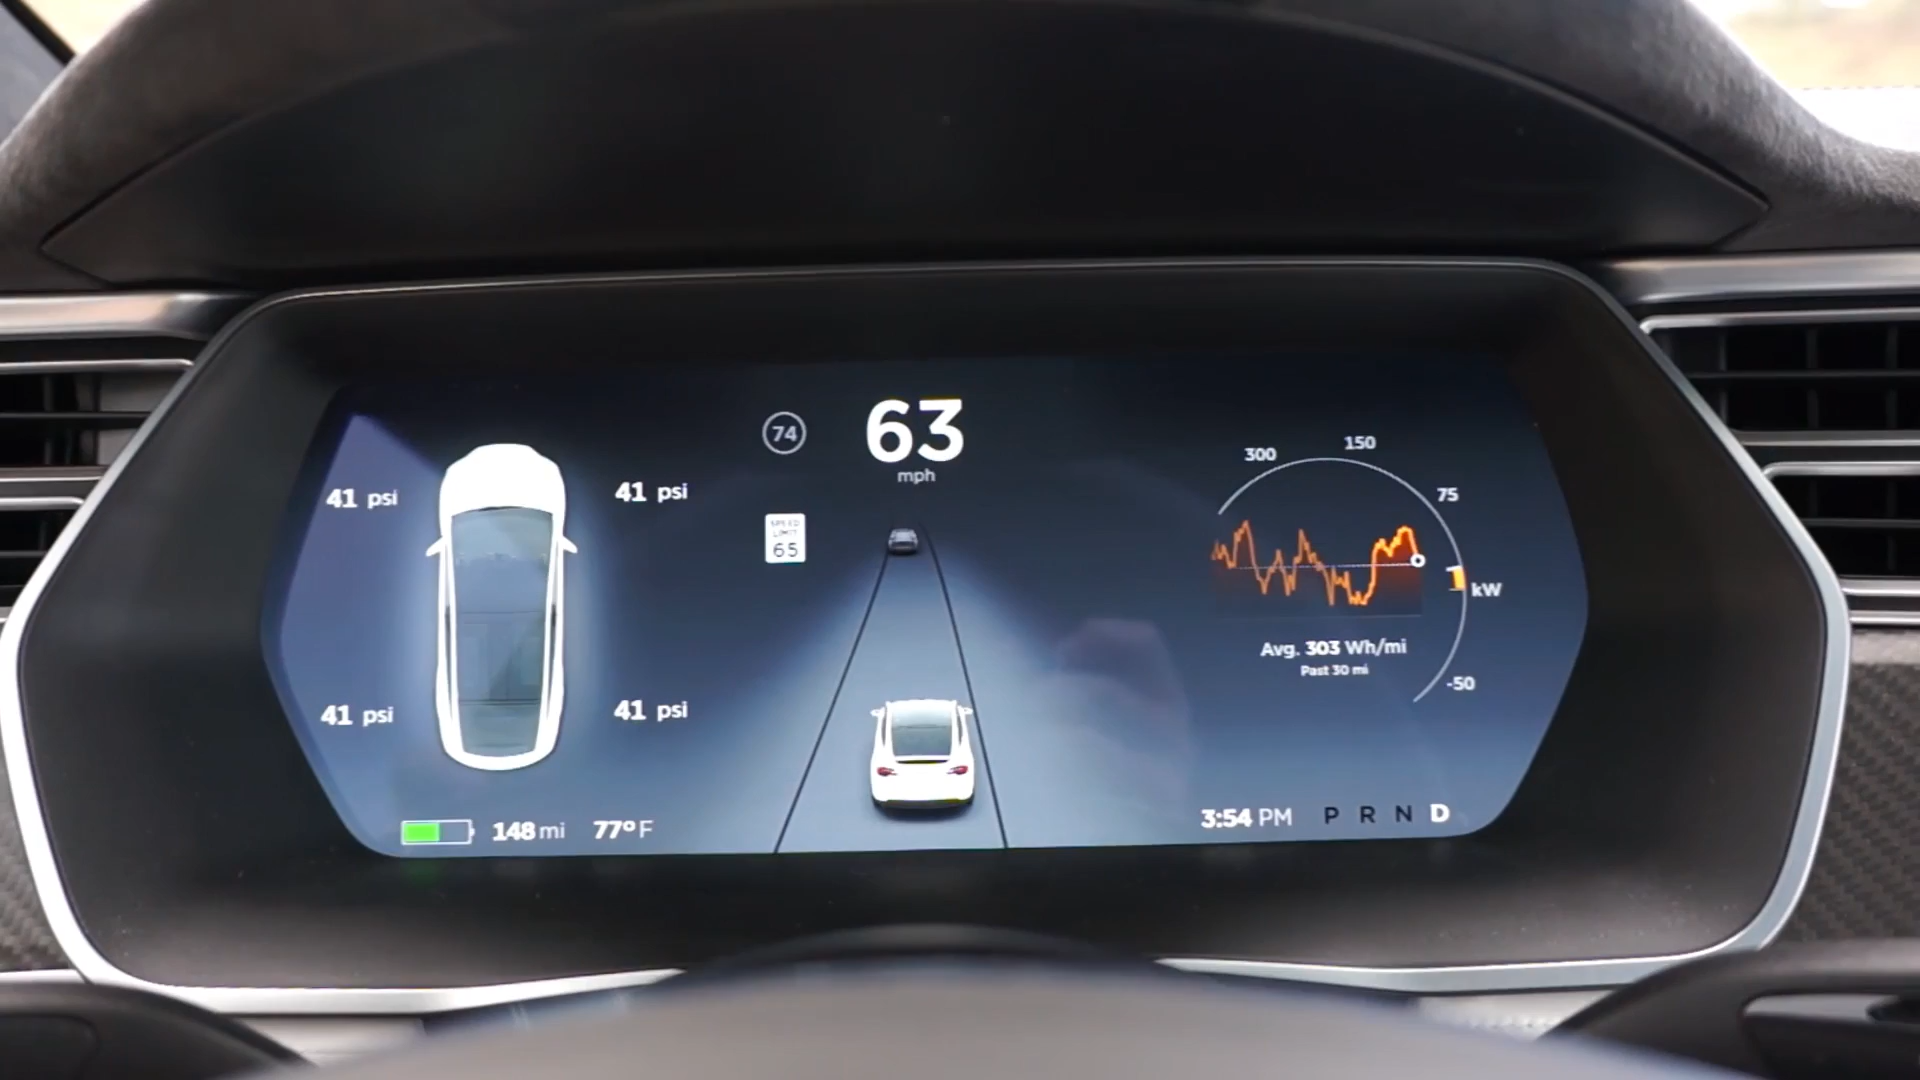 74
63
mph
SPEED
LIMIT
65
41 psi
41 psi
41 psi
41 psi
148 mi
77°F
300
150
75
kW
-50
Avg. 303 Wh/mi
Past 30 mi
3:54 PM
P R N D